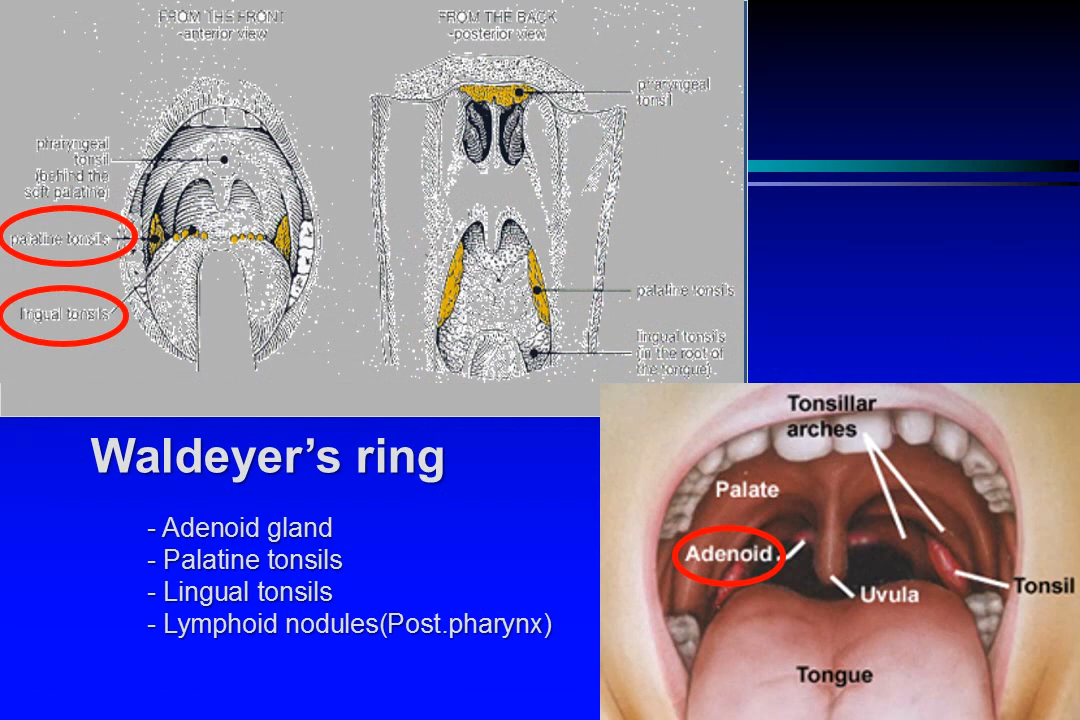 FROM THE FRONT
-anterior view
FROM THE BACK
-posterior view
pharyngeal
tonsil
(behind the
soft palatine)
palatine tonsils
lingual tonsils
pharyngeal
tonsil
palatine tonsils
lingual tonsils
(in the root of
the tongue)
Waldeyer’s ring
- Adenoid gland
- Palatine tonsils
- Lingual tonsils
- Lymphoid nodules(Post.pharynx)
Tonsillar
arches
Palate
Adenoid
Uvula
Tonsil
Tongue